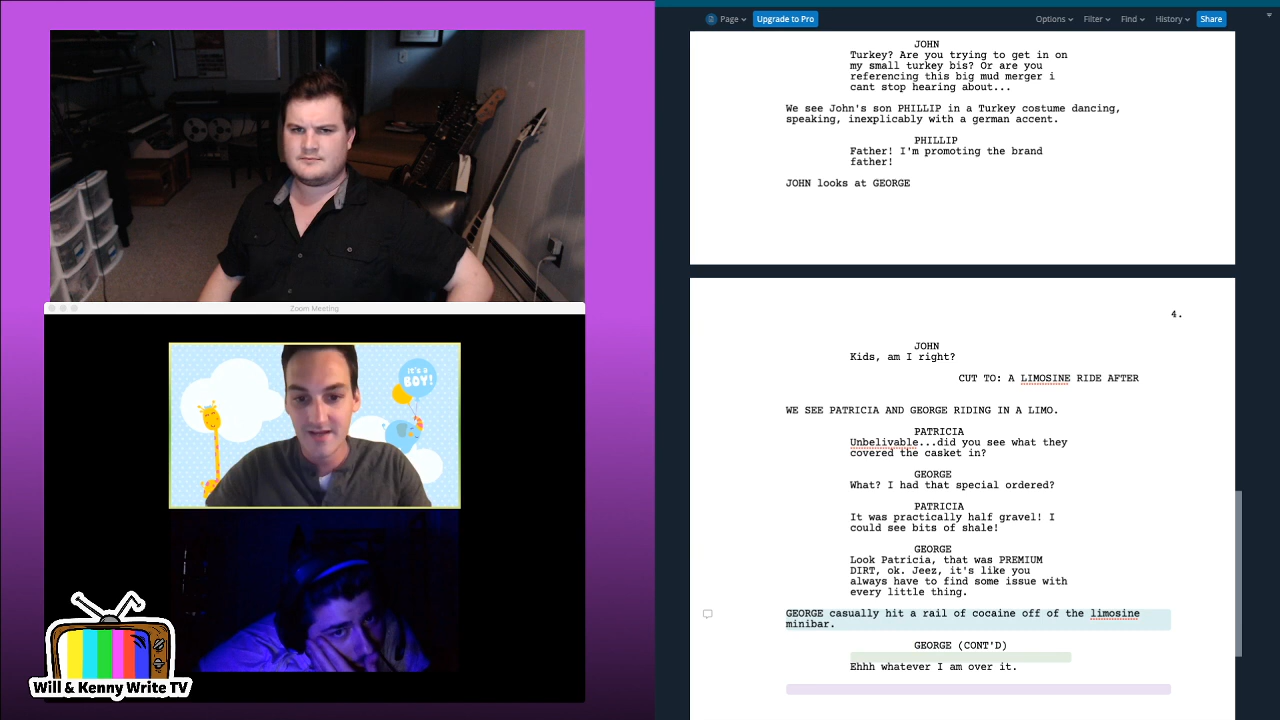 Page
Upgrade to Pro
Options
Filter
Find
History
Share
JOHN
Turkey? Are you trying to get in on
my small turkey bis? Or are you
referencing this big mud merger i
cant stop hearing about...
We see John's son PHILLIP in a Turkey costume dancing,
speaking, inexplicably with a german accent.
PHILLIP
Father! I'm promoting the brand
father!
JOHN looks at GEORGE
4.
JOHN
Kids, am I right?
CUT TO: A LIMOSINE RIDE AFTER
WE SEE PATRICIA AND GEORGE RIDING IN A LIMO.
PATRICIA
Unbelivable...did you see what they
covered the casket in?
GEORGE
What? I had that special ordered?
PATRICIA
It was practically half gravel! I
could see bits of shale!
GEORGE
Look Patricia, that was PREMIUM
DIRT, ok. Jeez, it's like you
always have to find some issue with
every little thing.
GEORGE casually hit a rail of cocaine off of the limosine
minibar.
GEORGE (CONT'D)
Ehhh whatever I am over it.
Zoom Meeting
IT'S A
BOY!
Will & Kenny Write TV